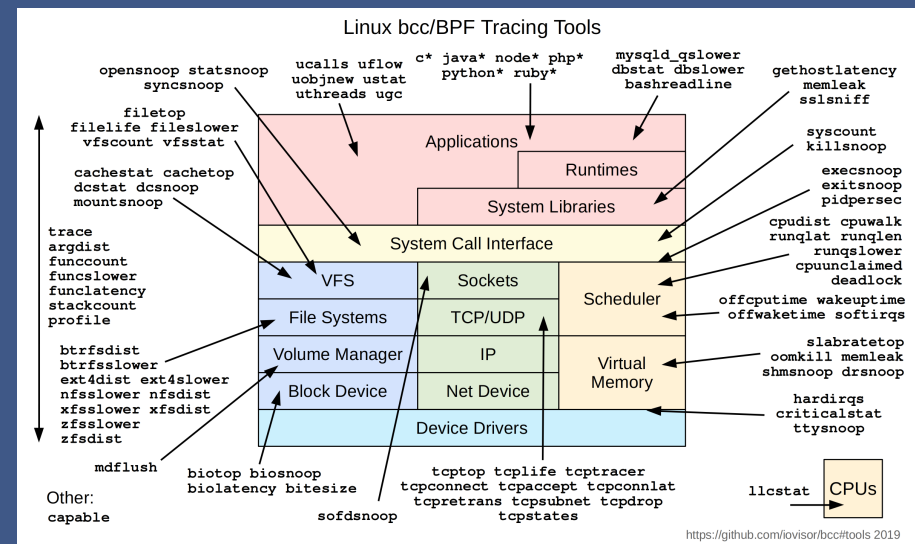 Linux bcc/BPF Tracing Tools
opensnoop statsnoop
syncsnoop
ucalls uflow
uobjnew ustat
uthreads ugc
c* java* node* php*
python* ruby*
mysqld_qslower
dbstat dbslower
bashreadline
gethostlatency
memleak
sslsniff
filetop
filelife fileslower
vfscount vfsstat
syscount
killsnoop
cachestat cachetop
dcstat dcsnoop
mountsnoop
execsnoop
exitsnoop
pidpersec
trace
argdist
funccount
funcslower
funclatency
stackcount
profile
cpudist cpuwalk
runqlat runqlen
runqslower
cpuunclaimed
deadlock
offcputime wakeuptime
offwaketime softirqs
Applications
Runtimes
System Libraries
System Call Interface
VFS
Sockets
Scheduler
File Systems
TCP/UDP
Volume Manager
IP
Virtual
Memory
Block Device
Net Device
Device Drivers
btrfsdist
btrfsslower
ext4dist ext4slower
nfsslower nfsdist
xfsslower xfsdist
zfsslower
zfsdist
slabratetop
oomkill memleak
shmsnoop drsnoop
hardirqs
criticalstat
ttysnoop
mdflush
biotop biosnoop
biolatency bitesize
sofdsnoop
tcptop tcplife tcptracer
tcpconnect tcpaccept tcpconnlat
tcpretrans tcpsubnet tcpdrop
tcpstates
Other:
capable
llcstat
CPUs
https://github.com/iovisor/bcc#tools 2019